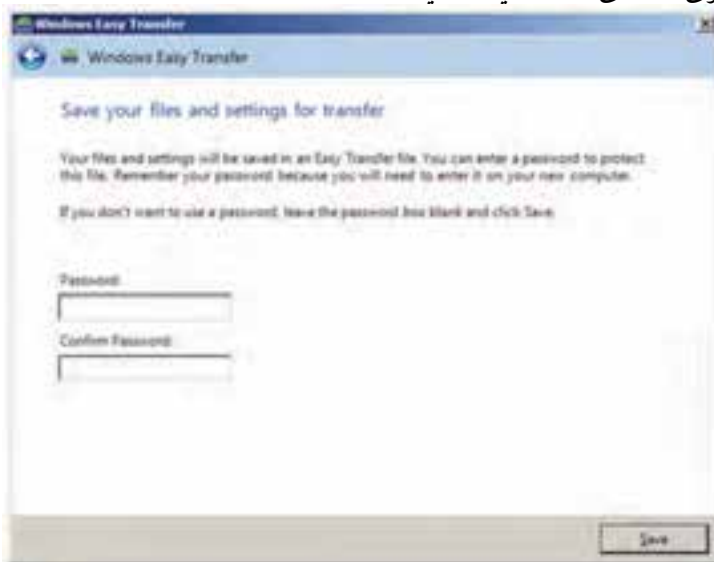 Windows Easy Transfer
Windows Easy Transfer
Save your files and settings for transfer
Your files and settings will be saved in an Easy Transfer file. You can enter a password to protect
this file. Remember your password because you will need to enter it on your new computer.
If you don't want to use a password, leave the password box blank and click Save.
Password:
Confirm Password:
Save